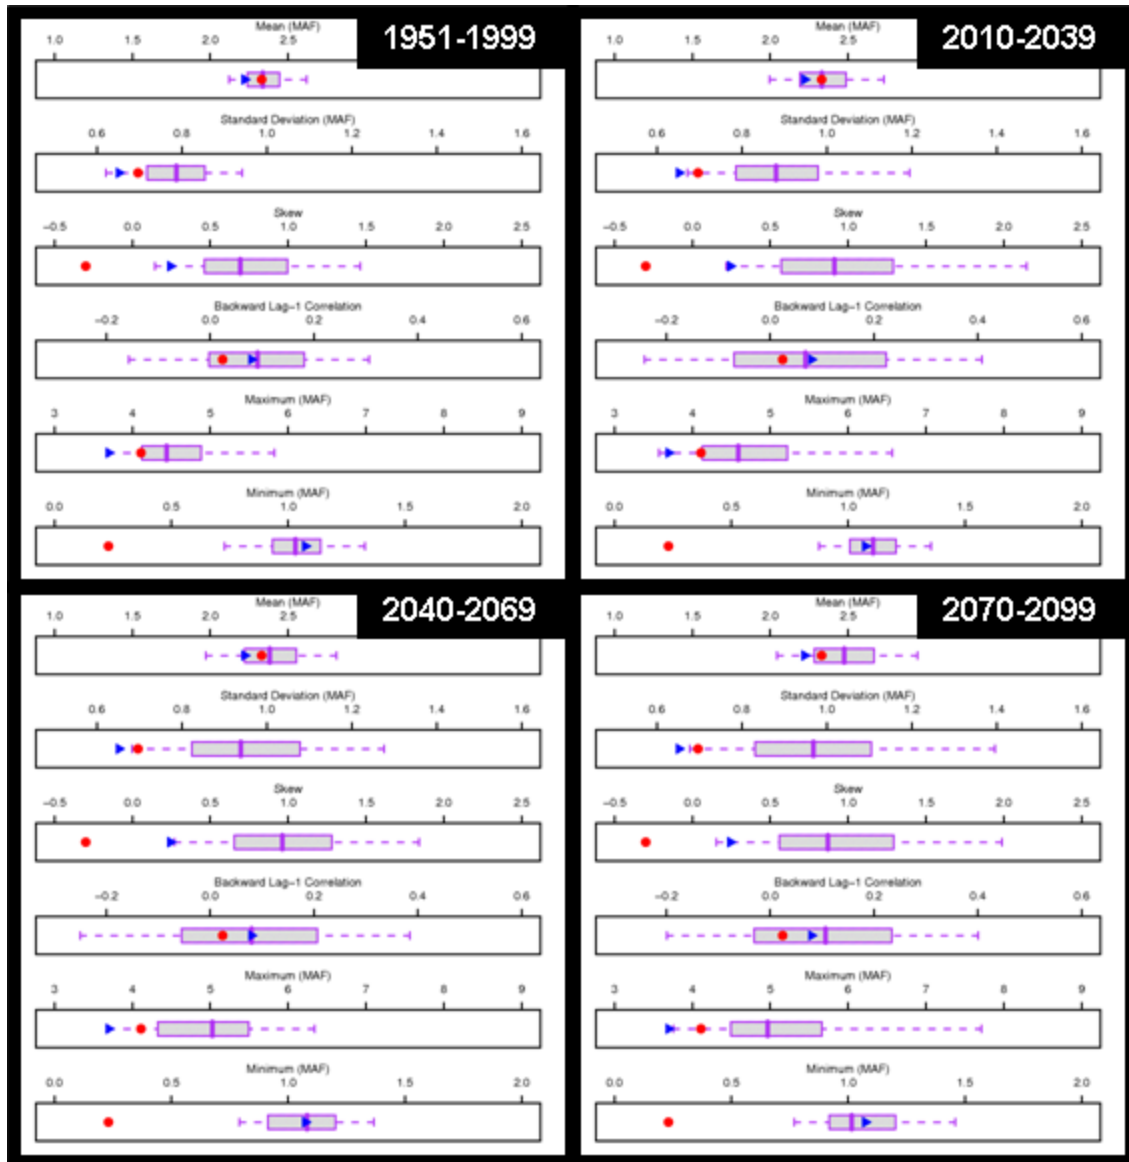 Mean (MAF)
1951-1999
1.0 1.5 2.0 2.5
Standard Deviation (MAF)
0.6 0.8 1.0 1.2 1.4 1.6
Skew
−0.5 0.0 0.5 1.0 1.5 2.0 2.5
Backward Lag−1 Correlation
−0.2 0.0 0.2 0.4 0.6
Maximum (MAF)
3 4 5 6 7 8 9
Minimum (MAF)
0.0 0.5 1.0 1.5 2.0
Mean (MAF)
2010-2039
1.0 1.5 2.0 2.5
Standard Deviation (MAF)
0.6 0.8 1.0 1.2 1.4 1.6
Skew
−0.5 0.0 0.5 1.0 1.5 2.0 2.5
Backward Lag−1 Correlation
−0.2 0.0 0.2 0.4 0.6
Maximum (MAF)
3 4 5 6 7 8 9
Minimum (MAF)
0.0 0.5 1.0 1.5 2.0
Mean (MAF)
2040-2069
1.0 1.5 2.0 2.5
Standard Deviation (MAF)
0.6 0.8 1.0 1.2 1.4 1.6
Skew
−0.5 0.0 0.5 1.0 1.5 2.0 2.5
Backward Lag−1 Correlation
−0.2 0.0 0.2 0.4 0.6
Maximum (MAF)
3 4 5 6 7 8 9
Minimum (MAF)
0.0 0.5 1.0 1.5 2.0
Mean (MAF)
2070-2099
1.0 1.5 2.0 2.5
Standard Deviation (MAF)
0.6 0.8 1.0 1.2 1.4 1.6
Skew
−0.5 0.0 0.5 1.0 1.5 2.0 2.5
Backward Lag−1 Correlation
−0.2 0.0 0.2 0.4 0.6
Maximum (MAF)
3 4 5 6 7 8 9
Minimum (MAF)
0.0 0.5 1.0 1.5 2.0